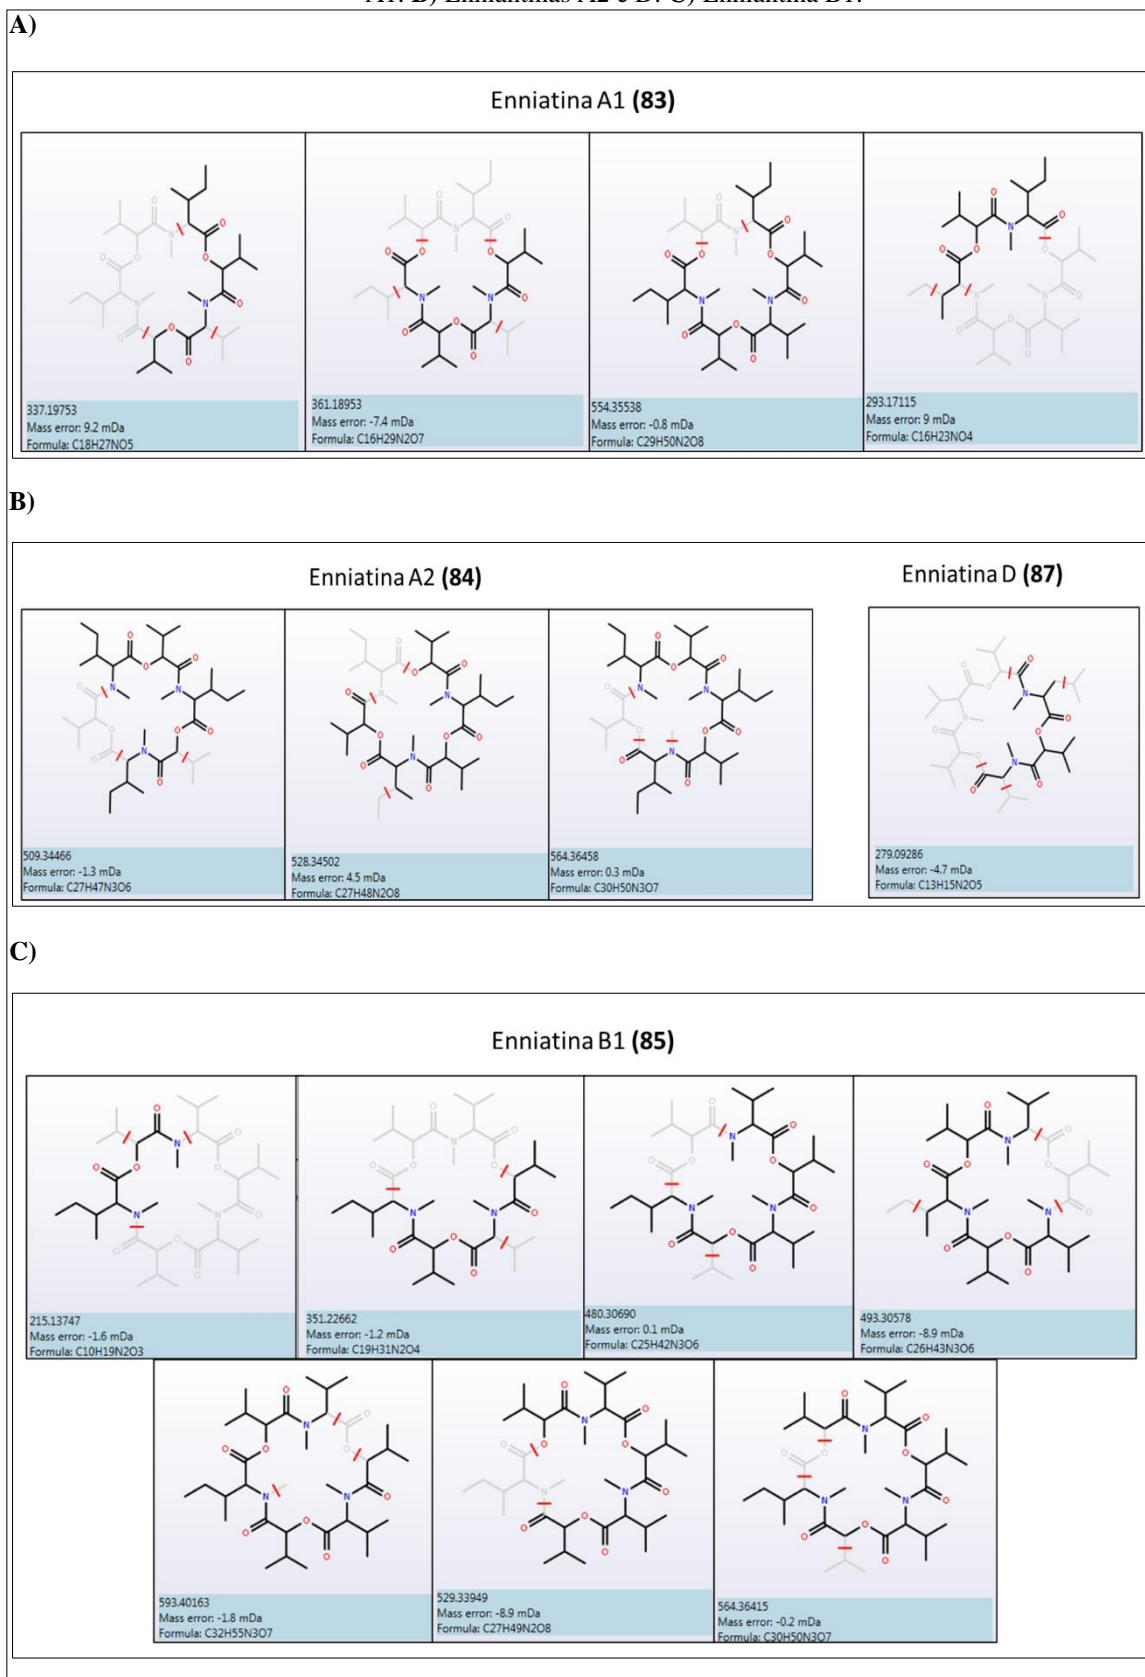 A1. B) Enniantinas A2 e D. C) Enniantina B1.
A)
Enniatina A1 (83)
337.19753
Mass error: 9.2 mDa
Formula: C18H27NO5
361.18953
Mass error: -7.4 mDa
Formula: C16H29N2O7
554.35538
Mass error: -0.8 mDa
Formula: C29H50N2O8
293.17115
Mass error: 9 mDa
Formula: C16H23NO4
B)
Enniatina A2 (84)
Enniatina D (87)
509.34466
Mass error: -1.3 mDa
Formula: C27H47N3O6
528.34502
Mass error: 4.5 mDa
Formula: C27H48N2O8
564.36458
Mass error: 0.3 mDa
Formula: C30H50N3O7
279.09286
Mass error: -4.7 mDa
Formula: C13H15N2O5
C)
Enniatina B1 (85)
215.13747
Mass error: -1.6 mDa
Formula: C10H19N2O3
351.22662
Mass error: -1.2 mDa
Formula: C19H31N2O4
480.30690
Mass error: 0.1 mDa
Formula: C25H42N3O6
493.30578
Mass error: -8.9 mDa
Formula: C26H43N3O6
593.40163
Mass error: -1.8 mDa
Formula: C32H55N3O7
529.33949
Mass error: -8.9 mDa
Formula: C27H49N2O8
564.36415
Mass error: -0.2 mDa
Formula: C30H50N3O7